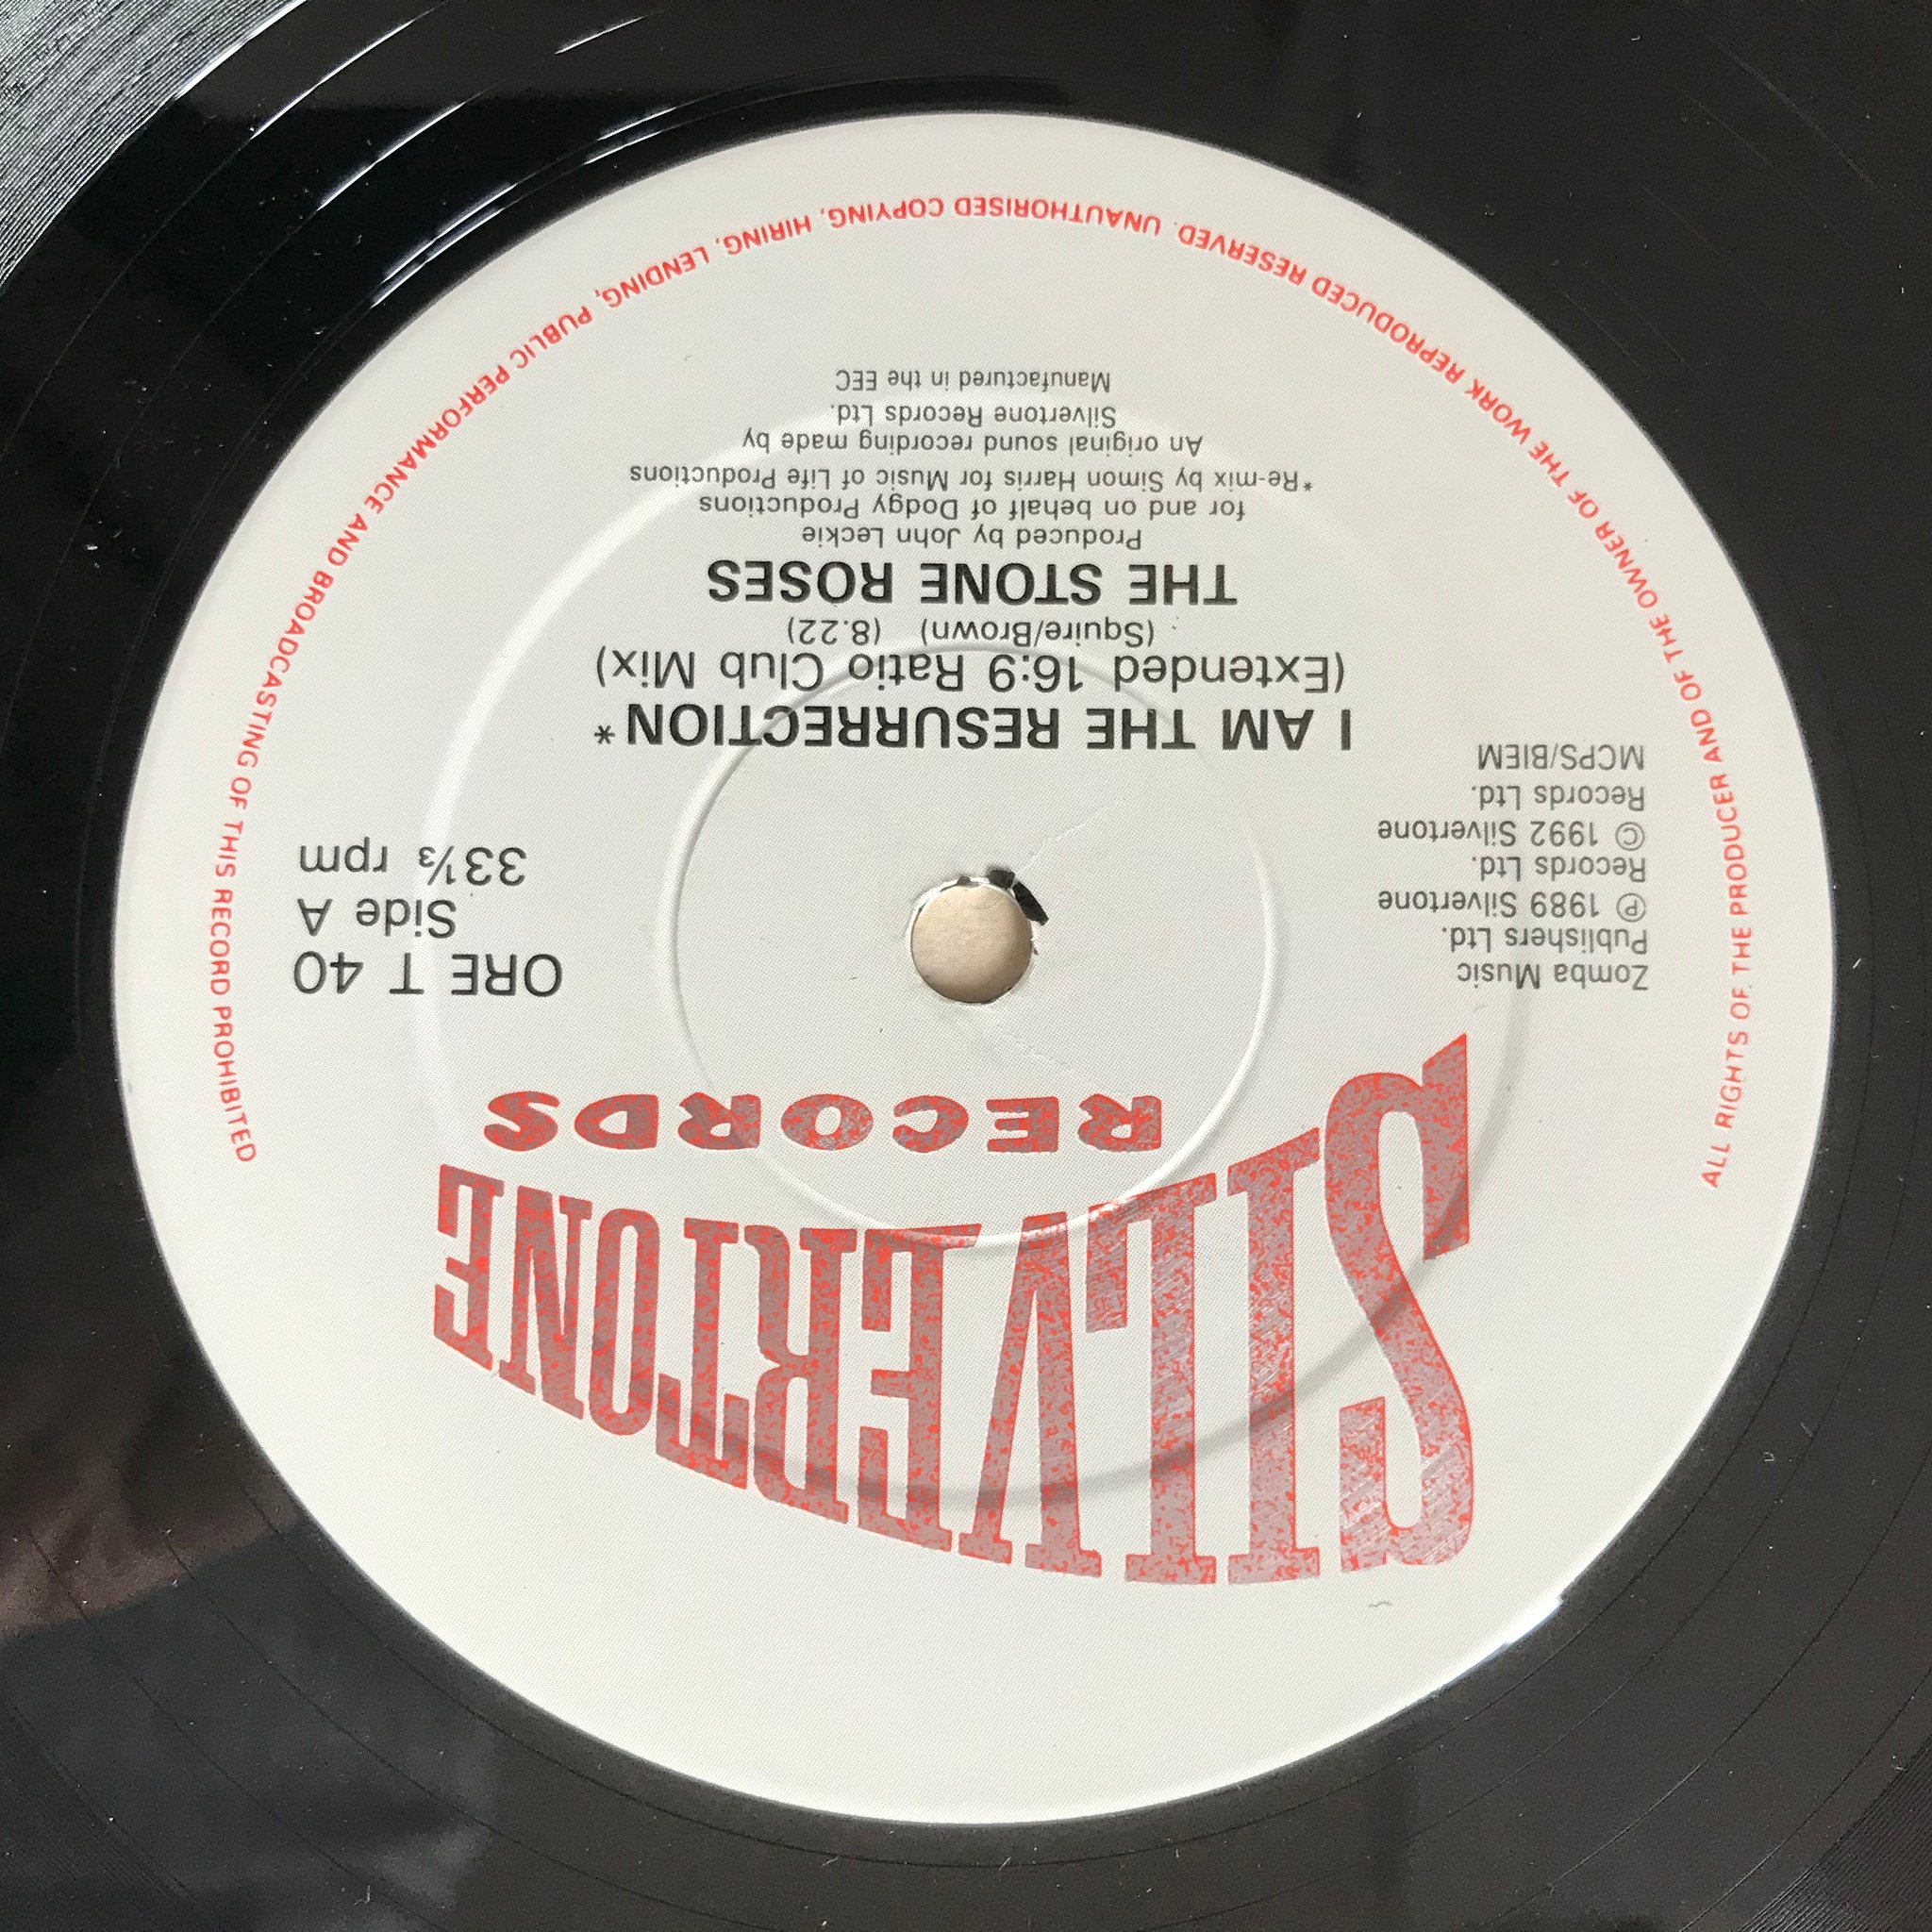 SILVERTONE
RECORDS
ORE T 40
Side A
33⅓ rpm
Zomba Music
Publishers Ltd.
℗ 1989 Silvertone
Records Ltd.
© 1992 Silvertone
Records Ltd.
MCPS/BIEM
I AM THE RESURRECTION*
(Extended 16:9 Ratio Club Mix)
(Squire/Brown) (8.22)
THE STONE ROSES
Produced by John Leckie
for and on behalf of Dodgy Productions
*Re-mix by Simon Harris for Music of Life Productions
An original sound recording made by
Silvertone Records Ltd.
Manufactured in the EEC
ALL RIGHTS OF THE PRODUCER AND OF THE OWNER OF THE WORK REPRODUCED RESERVED. UNAUTHORISED COPYING, HIRING, LENDING, PUBLIC PERFORMANCE AND BROADCASTING OF THIS RECORD PROHIBITED